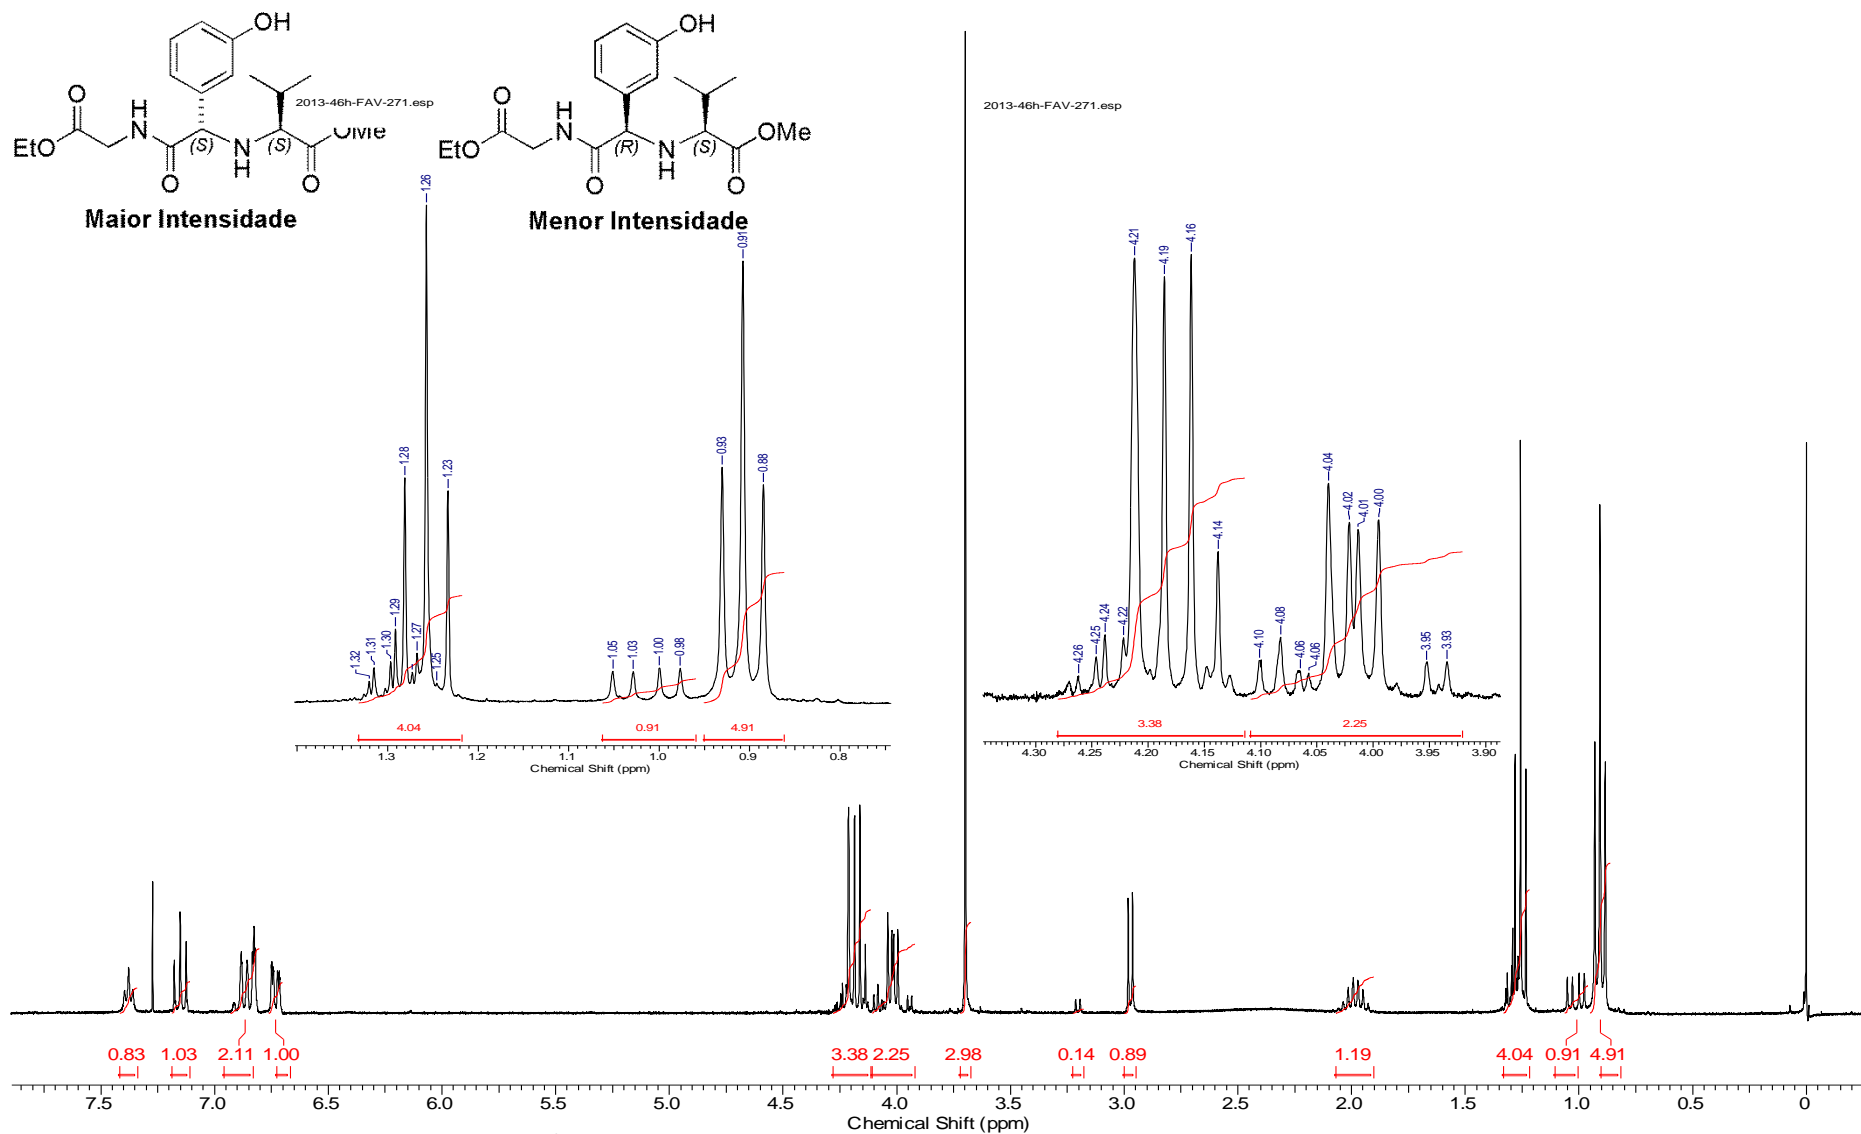 OH
O
H
N
EtO
O
(S)
N
H
(S)
O
2013-46h-FAV-271.esp
Maior Intensidade
OH
O
H
N
EtO
O
(R)
N
H
(S)
O
OMe
Menor Intensidade
2013-46h-FAV-271.esp
1.32 1.31 1.30 1.29 1.28 1.27 1.26 1.25 1.23 1.05 1.03 1.00 0.98 0.93 0.91 0.88
4.04 0.91 4.91
1.3 1.2 1.1 1.0 0.9 0.8
Chemical Shift (ppm)
4.26 4.25 4.24 4.22 4.21 4.19 4.16 4.14 4.10 4.08 4.06 4.06 4.04 4.02 4.01 4.00 3.95 3.93
3.38 2.25
4.30 4.25 4.20 4.15 4.10 4.05 4.00 3.95 3.90
Chemical Shift (ppm)
0.83 1.03 2.11 1.00 3.38 2.25 2.98 0.14 0.89 1.19 4.04 0.91 4.91
7.5 7.0 6.5 6.0 5.5 5.0 4.5 4.0 3.5 3.0 2.5 2.0 1.5 1.0 0.5 0
Chemical Shift (ppm)